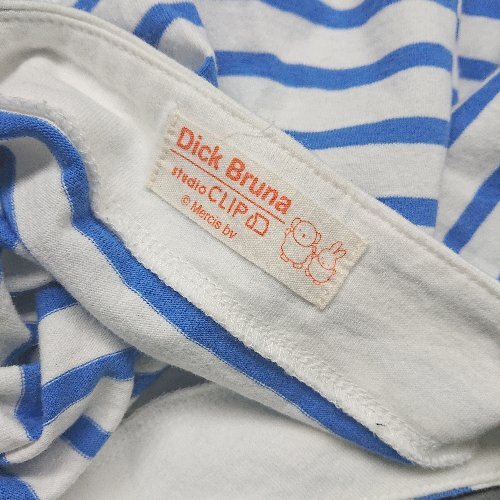 Dick Bruna
studio CLIP
© Mercis bv